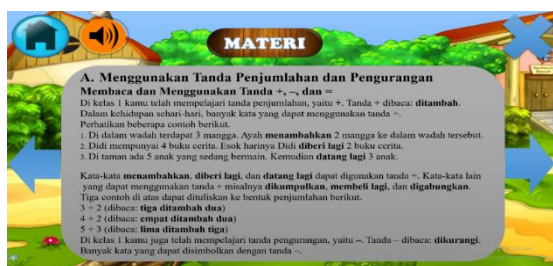 MATERI
A. Menggunakan Tanda Penjumlahan dan Pengurangan
Membaca dan Menggunakan Tanda +, –, dan =
Di kelas 1 kamu telah mempelajari tanda penjumlahan, yaitu +. Tanda + dibaca: ditambah.
Dalam kehidupan sehari-hari, banyak kata yang dapat menggunakan tanda +.
Perhatikan beberapa contoh berikut.
1. Di dalam wadah terdapat 3 mangga. Ayah menambahkan 2 mangga ke dalam wadah tersebut.
2. Didi mempunyai 4 buku cerita. Esok harinya Didi diberi lagi 2 buku cerita.
3. Di taman ada 5 anak yang sedang bermain. Kemudian datang lagi 3 anak.
Kata-kata menambahkan, diberi lagi, dan datang lagi dapat digunakan tanda +. Kata-kata lain
yang dapat menggunakan tanda + misalnya dikumpulkan, membeli lagi, dan digabungkan.
Tiga contoh di atas dapat dituliskan ke bentuk penjumlahan berikut.
3 + 2 (dibaca: tiga ditambah dua)
4 + 2 (dibaca: empat ditambah dua)
5 + 3 (dibaca: lima ditambah tiga)
Di kelas 1 kamu juga telah mempelajari tanda pengurangan, yaitu –. Tanda – dibaca: dikurangi.
Banyak kata yang dapat disimbolkan dengan tanda –.